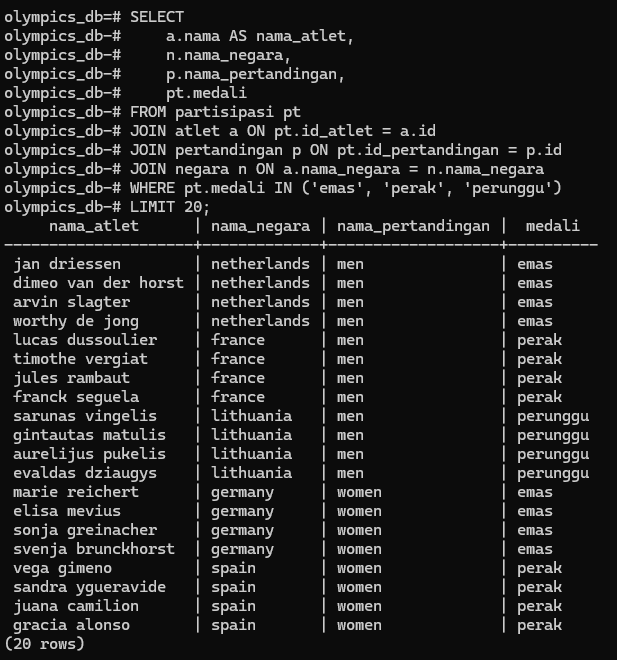 olympics_db=# SELECT
olympics_db-#     a.nama AS nama_atlet,
olympics_db-#     n.nama_negara,
olympics_db-#     p.nama_pertandingan,
olympics_db-#     pt.medali
olympics_db-# FROM partisipasi pt
olympics_db-# JOIN atlet a ON pt.id_atlet = a.id
olympics_db-# JOIN pertandingan p ON pt.id_pertandingan = p.id
olympics_db-# JOIN negara n ON a.nama_negara = n.nama_negara
olympics_db-# WHERE pt.medali IN ('emas', 'perak', 'perunggu')
olympics_db-# LIMIT 20;
     nama_atlet      | nama_negara | nama_pertandingan |  medali
---------------------+-------------+-------------------+----------
 jan driessen        | netherlands | men               | emas
 dimeo van der horst | netherlands | men               | emas
 arvin slagter       | netherlands | men               | emas
 worthy de jong      | netherlands | men               | emas
 lucas dussoulier    | france      | men               | perak
 timothe vergiat     | france      | men               | perak
 jules rambaut       | france      | men               | perak
 franck seguela      | france      | men               | perak
 sarunas vingelis    | lithuania   | men               | perunggu
 gintautas matulis   | lithuania   | men               | perunggu
 aurelijus pukelis   | lithuania   | men               | perunggu
 evaldas dziaugys    | lithuania   | men               | perunggu
 marie reichert      | germany     | women             | emas
 elisa mevius        | germany     | women             | emas
 sonja greinacher    | germany     | women             | emas
 svenja brunckhorst  | germany     | women             | emas
 vega gimeno         | spain       | women             | perak
 sandra ygueravide   | spain       | women             | perak
 juana camilion      | spain       | women             | perak
 gracia alonso       | spain       | women             | perak
(20 rows)